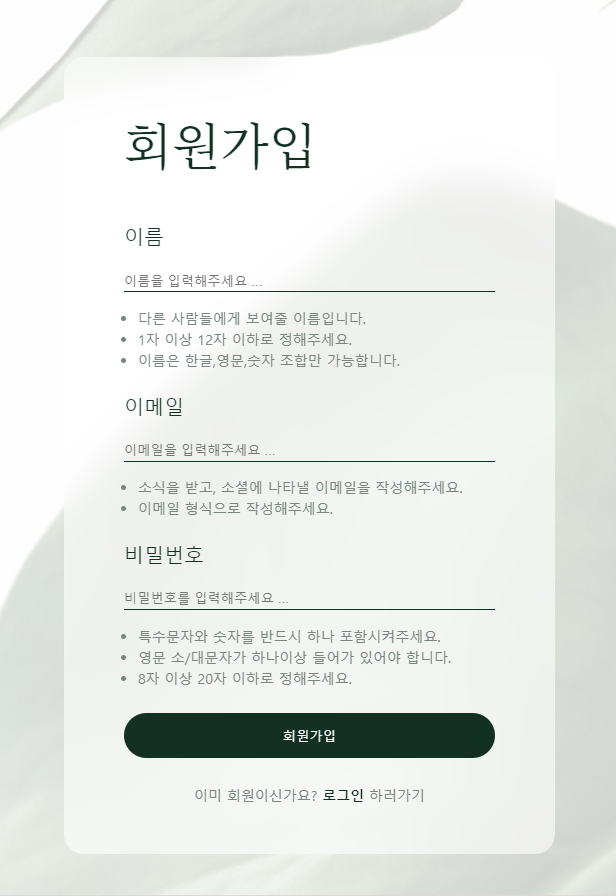 회원가입
이름
이름을 입력해주세요 ...
다른 사람들에게 보여줄 이름입니다.
1자 이상 12자 이하로 정해주세요.
이름은 한글,영문,숫자 조합만 가능합니다.
이메일
이메일을 입력해주세요 ...
소식을 받고, 소셜에 나타낼 이메일을 작성해주세요.
이메일 형식으로 작성해주세요.
비밀번호
비밀번호를 입력해주세요 ...
특수문자와 숫자를 반드시 하나 포함시켜주세요.
영문 소/대문자가 하나이상 들어가 있어야 합니다.
8자 이상 20자 이하로 정해주세요.
회원가입
이미 회원이신가요? 로그인 하러가기